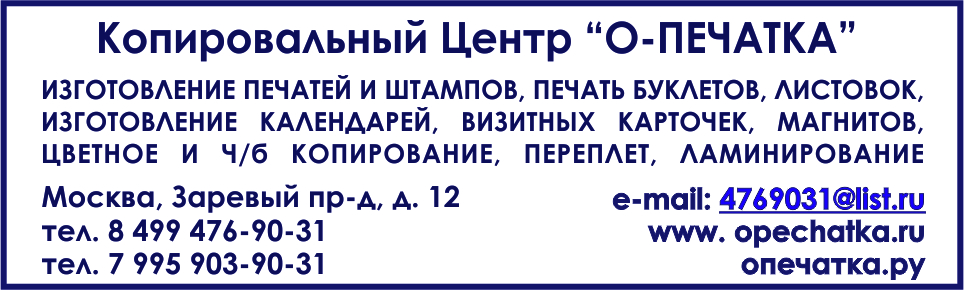 Копировальный Центр “О-ПЕЧАТКА”
ИЗГОТОВЛЕНИЕ ПЕЧАТЕЙ И ШТАМПОВ, ПЕЧАТЬ БУКЛЕТОВ, ЛИСТОВОК,
ИЗГОТОВЛЕНИЕ КАЛЕНДАРЕЙ, ВИЗИТНЫХ КАРТОЧЕК, МАГНИТОВ,
ЦВЕТНОЕ И Ч/б КОПИРОВАНИЕ, ПЕРЕПЛЕТ, ЛАМИНИРОВАНИЕ
Москва, Заревый пр-д, д. 12
тел. 8 499 476-90-31
тел. 7 995 903-90-31
e-mail: 4769031@list.ru
www. opechatka.ru
опечатка.ру